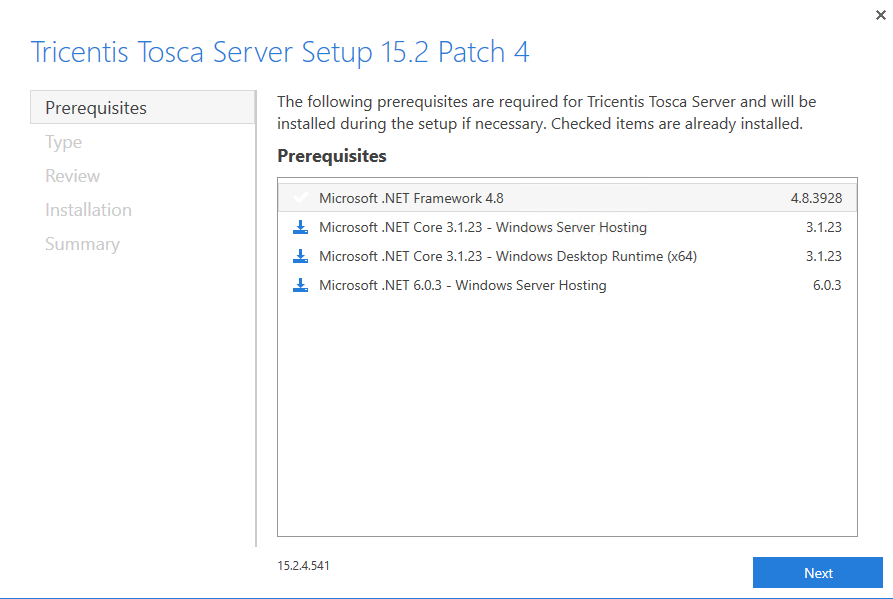 Tricentis Tosca Server Setup 15.2 Patch 4
Prerequisites
Type
Review
Installation
Summary
The following prerequisites are required for Tricentis Tosca Server and will be
installed during the setup if necessary. Checked items are already installed.
Prerequisites
Microsoft .NET Framework 4.8 4.8.3928
Microsoft .NET Core 3.1.23 - Windows Server Hosting 3.1.23
Microsoft .NET Core 3.1.23 - Windows Desktop Runtime (x64) 3.1.23
Microsoft .NET 6.0.3 - Windows Server Hosting 6.0.3
15.2.4.541
Next